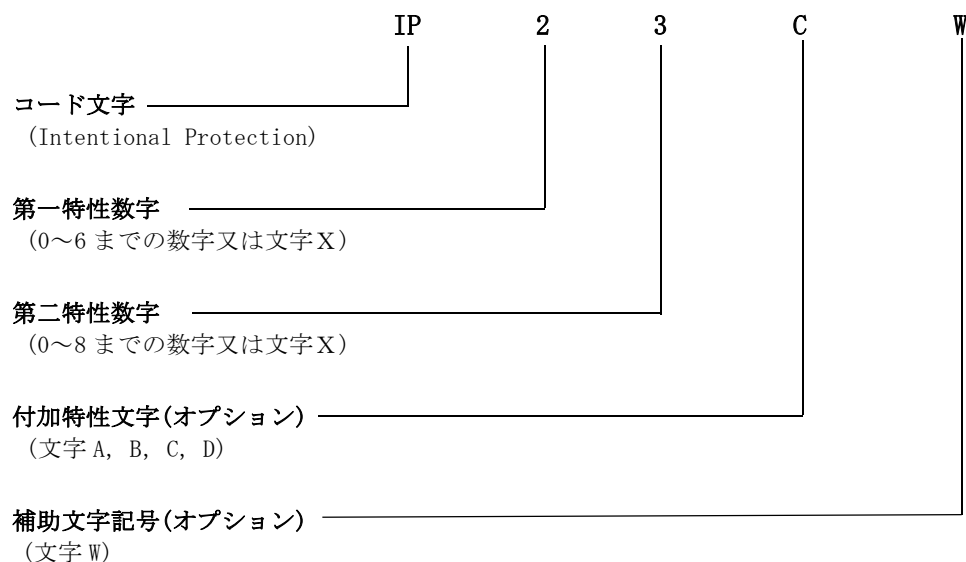 IP 2 3 C W
コード文字
(Intentional Protection)
第一特性数字
(0～6までの数字又は文字X)
第二特性数字
(0～8までの数字又は文字X)
付加特性文字(オプション)
(文字 A, B, C, D)
補助文字記号(オプション)
(文字 W)